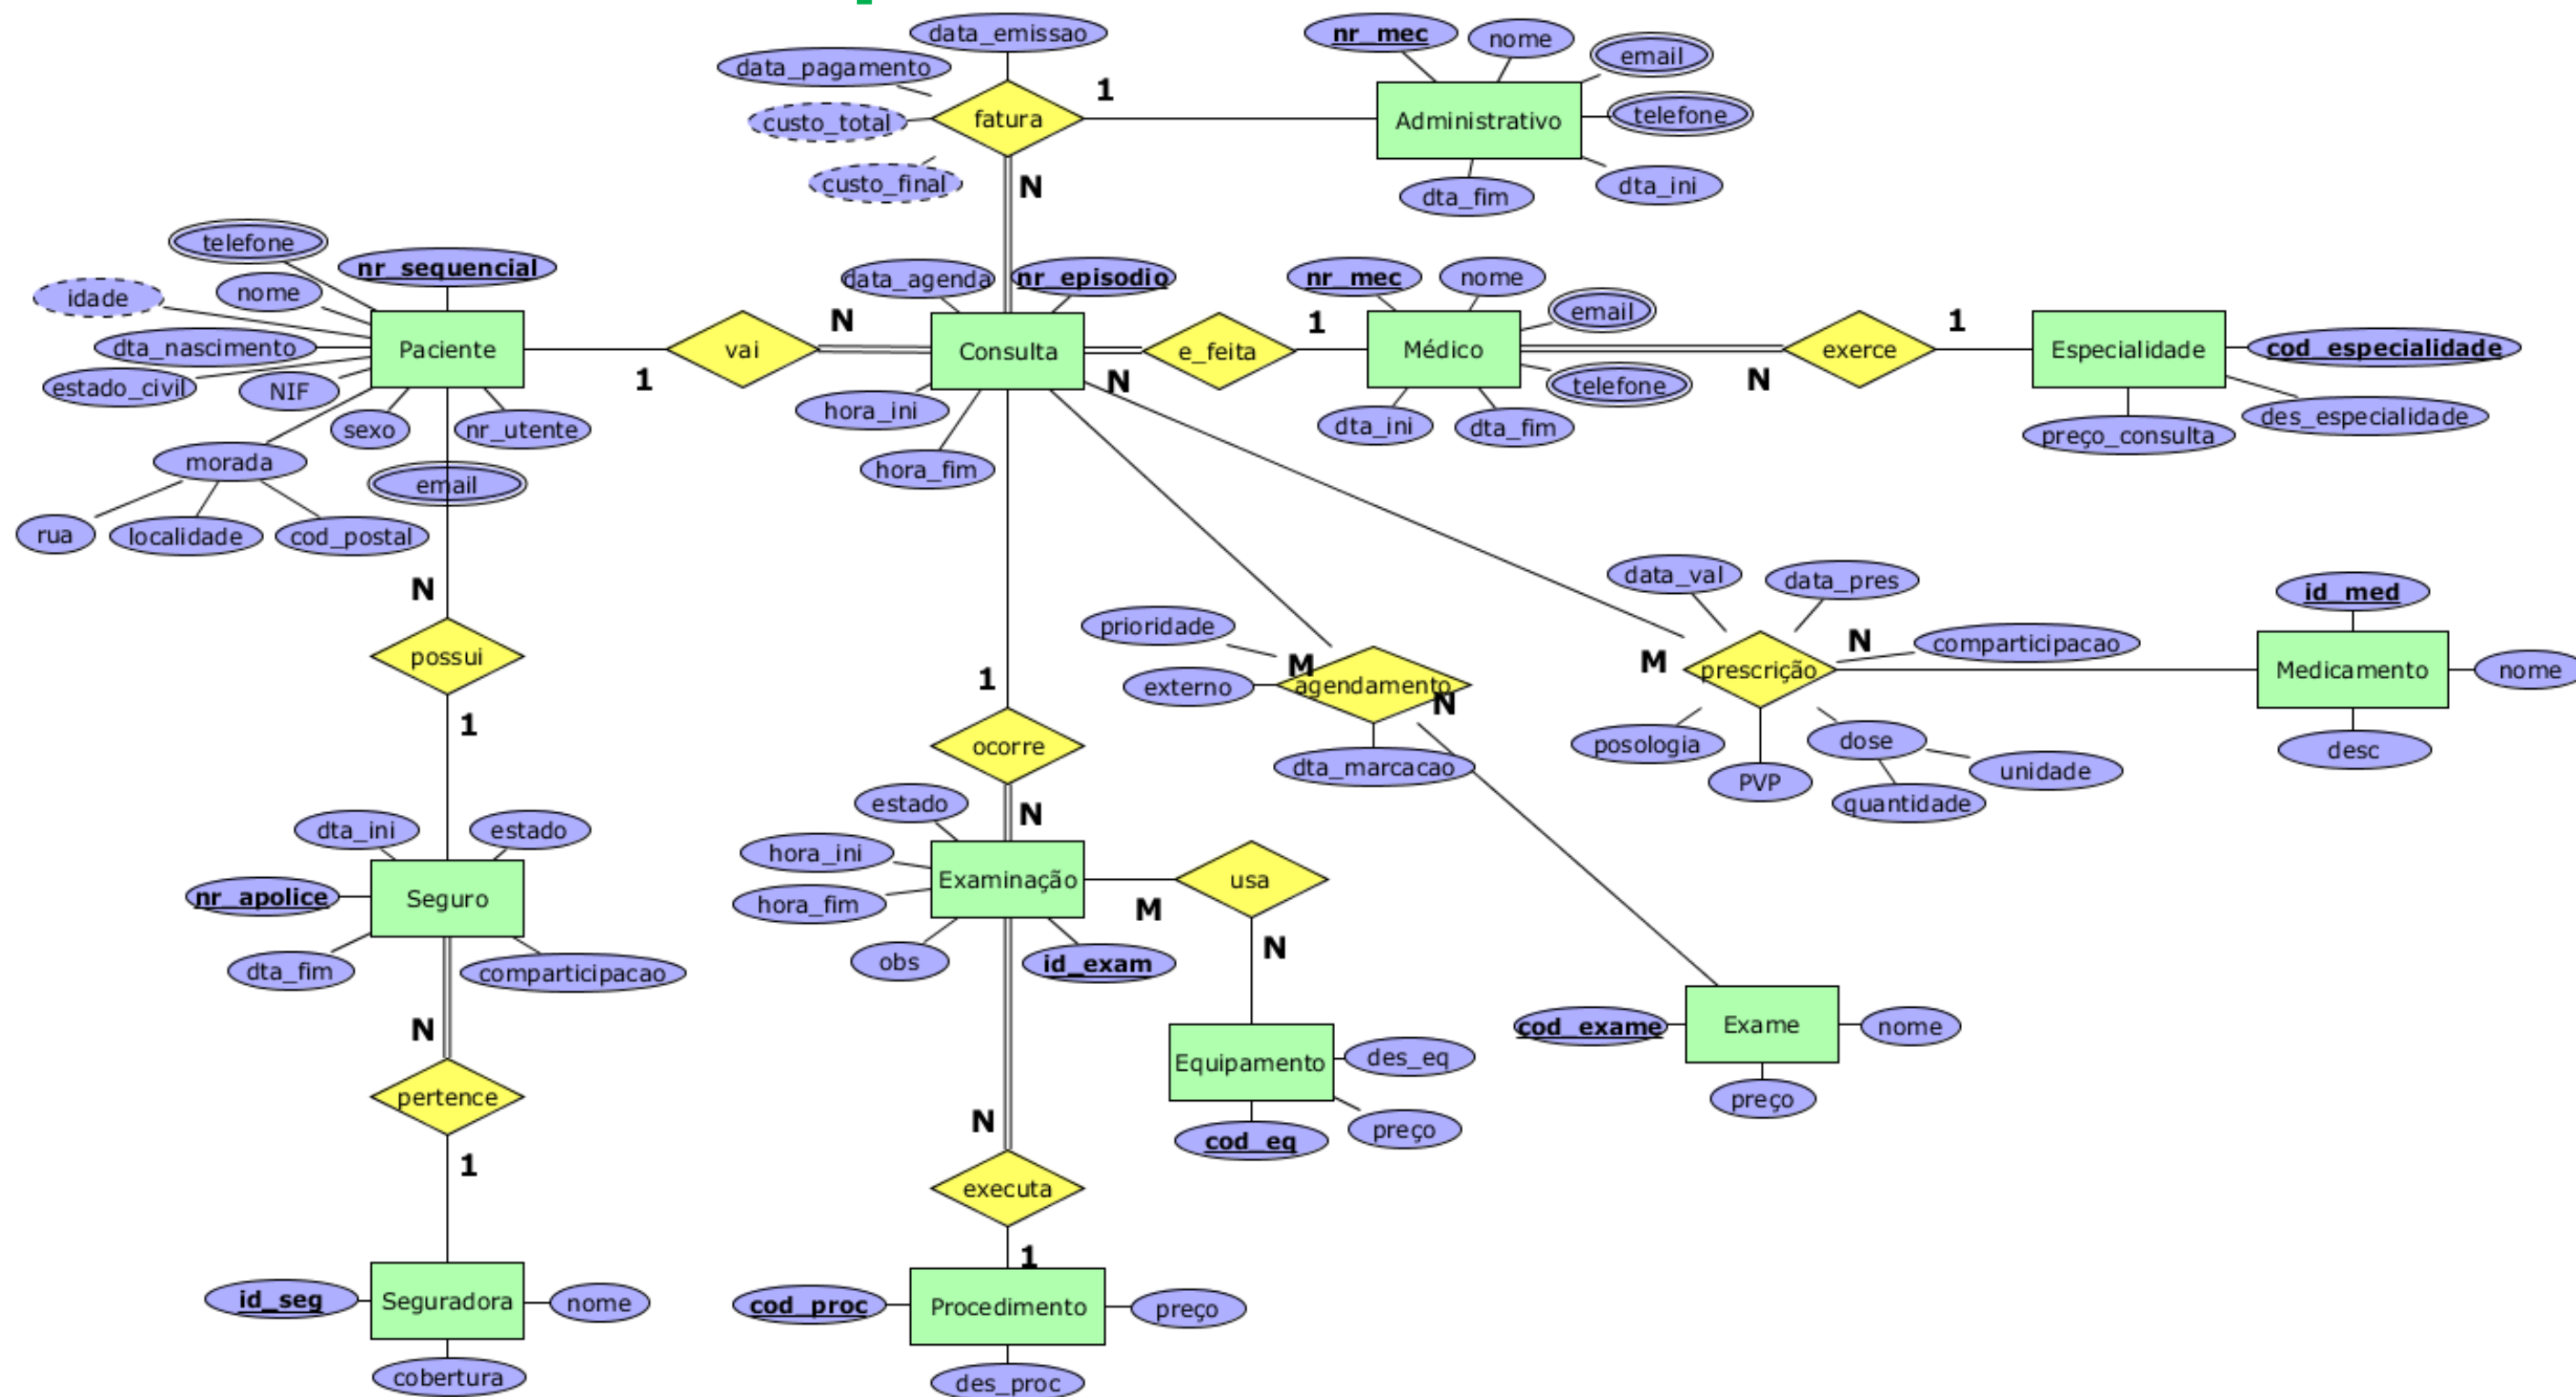 data_emissao
nr_mec
nome
email
data_pagamento
1
custo_total
fatura
Administrativo
telefone
custo_final
N
dta_fim
dta_ini
telefone
nr_sequencial
idade
nome
dta_nascimento
estado_civil
NIF
sexo
nr_utente
Paciente
morada
email
rua
localidade
cod_postal
1
vai
N
data_agenda
nr_episodio
Consulta
hora_ini
hora_fim
N
e_feita
1
nr_mec
nome
email
Médico
telefone
dta_ini
dta_fim
N
exerce
1
Especialidade
cod_especialidade
des_especialidade
preço_consulta
N
possui
1
dta_ini
estado
nr_apolice
Seguro
dta_fim
comparticipacao
N
pertence
1
id_seg
Seguradora
nome
cobertura
1
ocorre
N
estado
hora_ini
hora_fim
Examinação
obs
id_exam
M
usa
N
Equipamento
des_eq
preço
cod_eq
N
executa
1
cod_proc
Procedimento
preço
des_proc
prioridade
externo
M
agendamento
N
dta_marcacao
cod_exame
Exame
nome
preço
data_val
data_pres
M
prescrição
N
comparticipacao
posologia
PVP
dose
unidade
quantidade
id_med
Medicamento
nome
desc